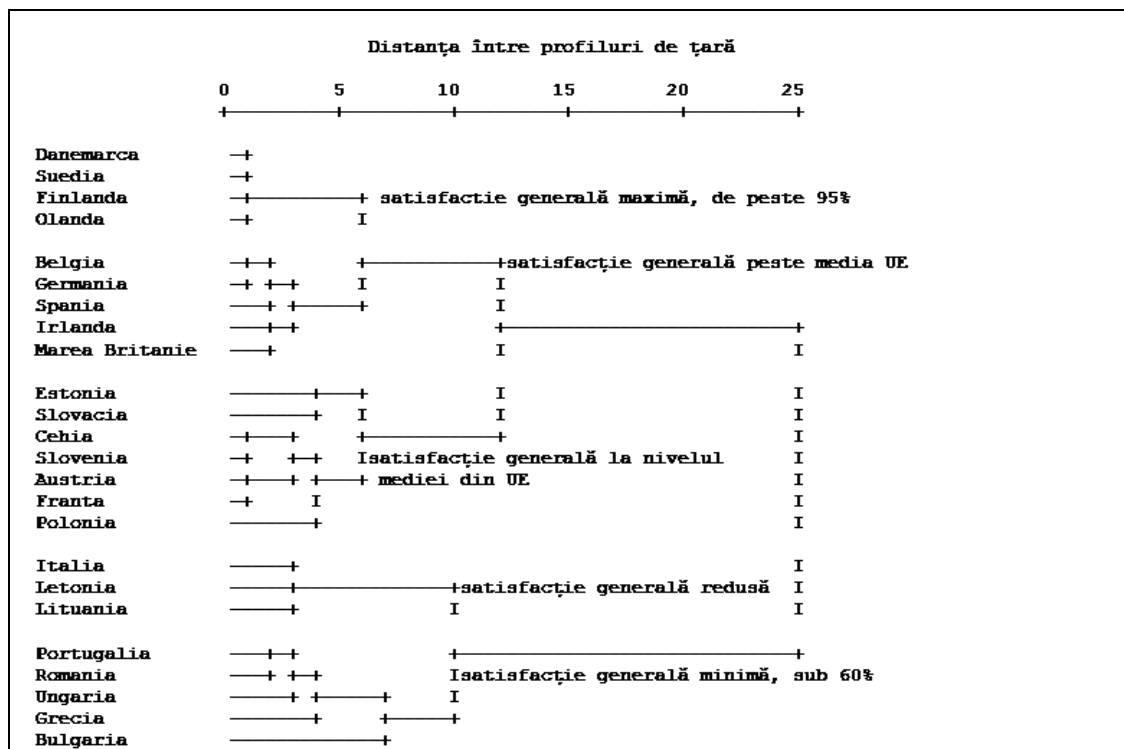 Distanța între profiluri de țară
0 5 10 15 20 25
Danemarca
Suedia
Finlanda satisfactie generală maximă, de peste 95%
Olanda
Belgia satisfacție generală peste media UE
Germania
Spania
Irlanda
Marea Britanie
Estonia
Slovacia
Cehia
Slovenia satisfacție generală la nivelul
Austria mediei din UE
Franta
Polonia
Italia
Letonia satisfacție generală redusă
Lituania
Portugalia
Romania satisfacție generală minimă, sub 60%
Ungaria
Grecia
Bulgaria